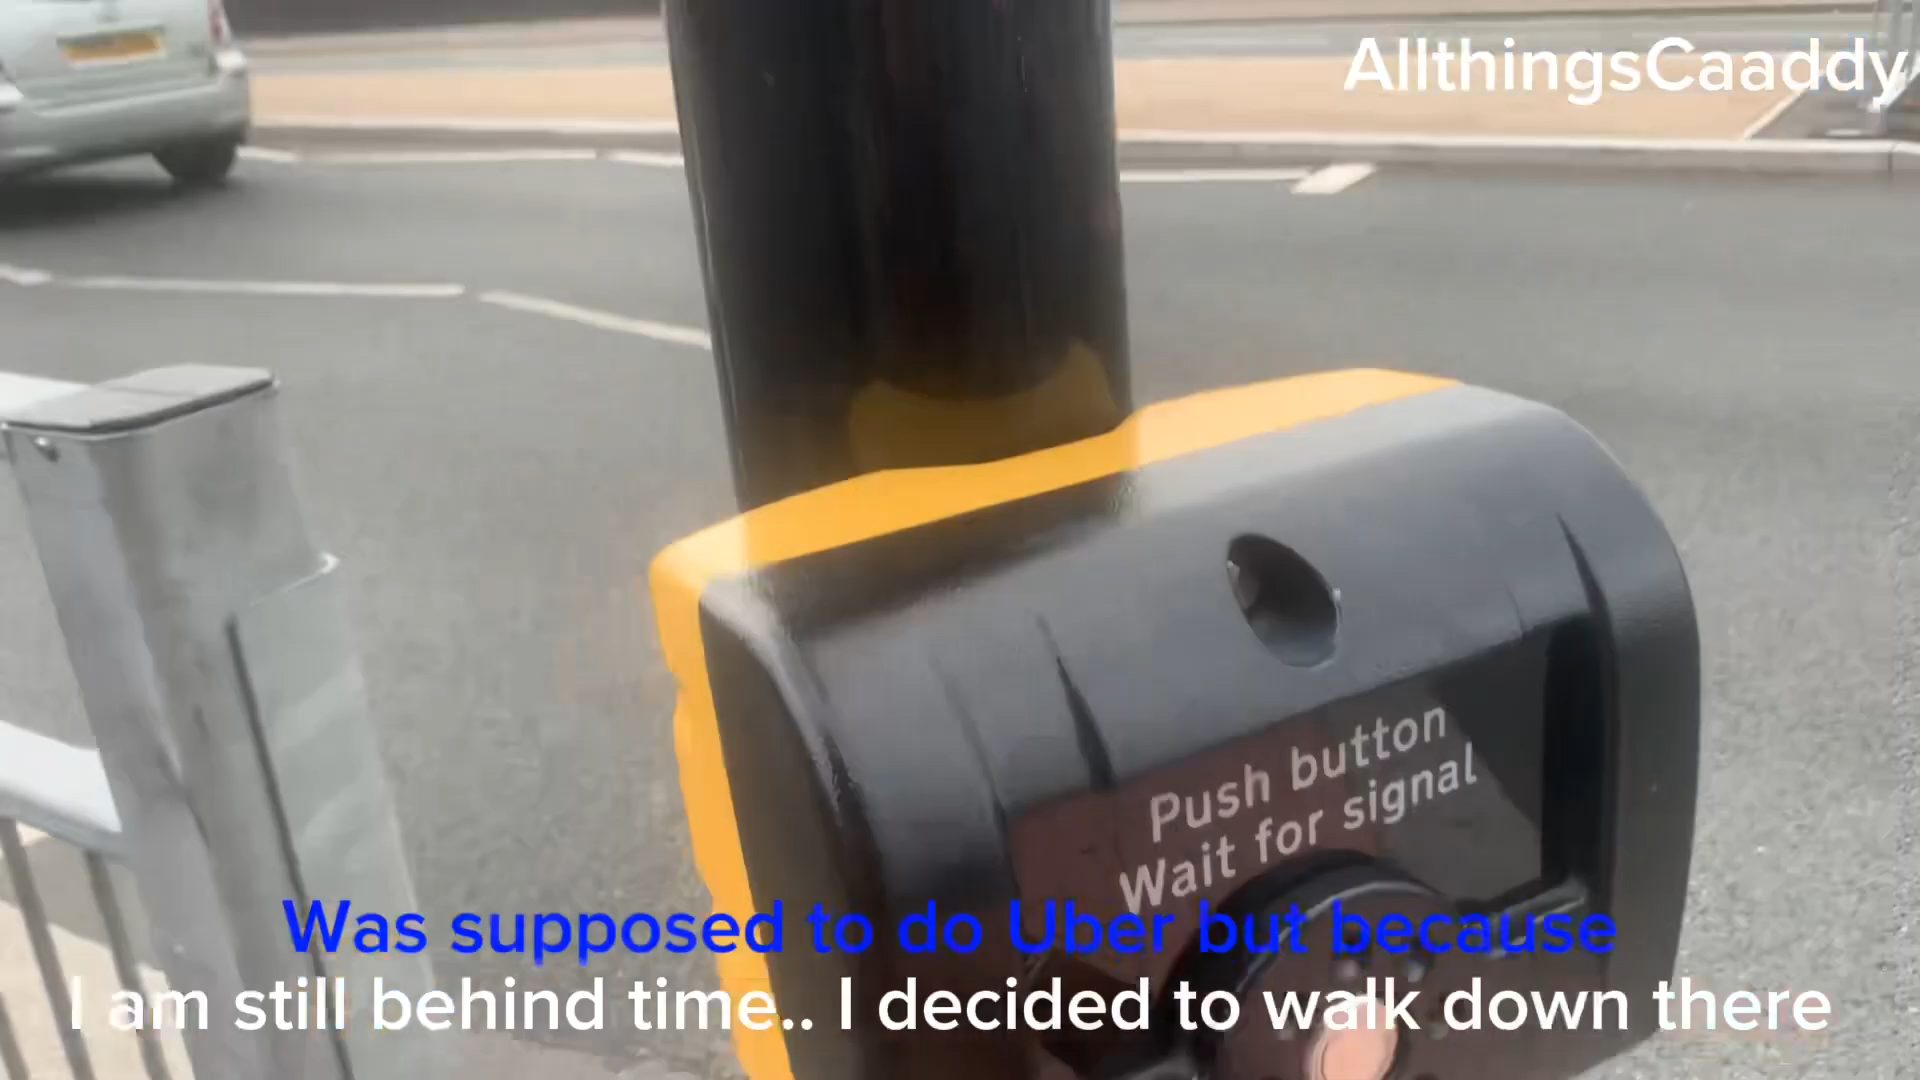 AllthingsCaaddy
Push button
Wait for signal
Was supposed to do Uber but because
I am still behind time.. I decided to walk down there